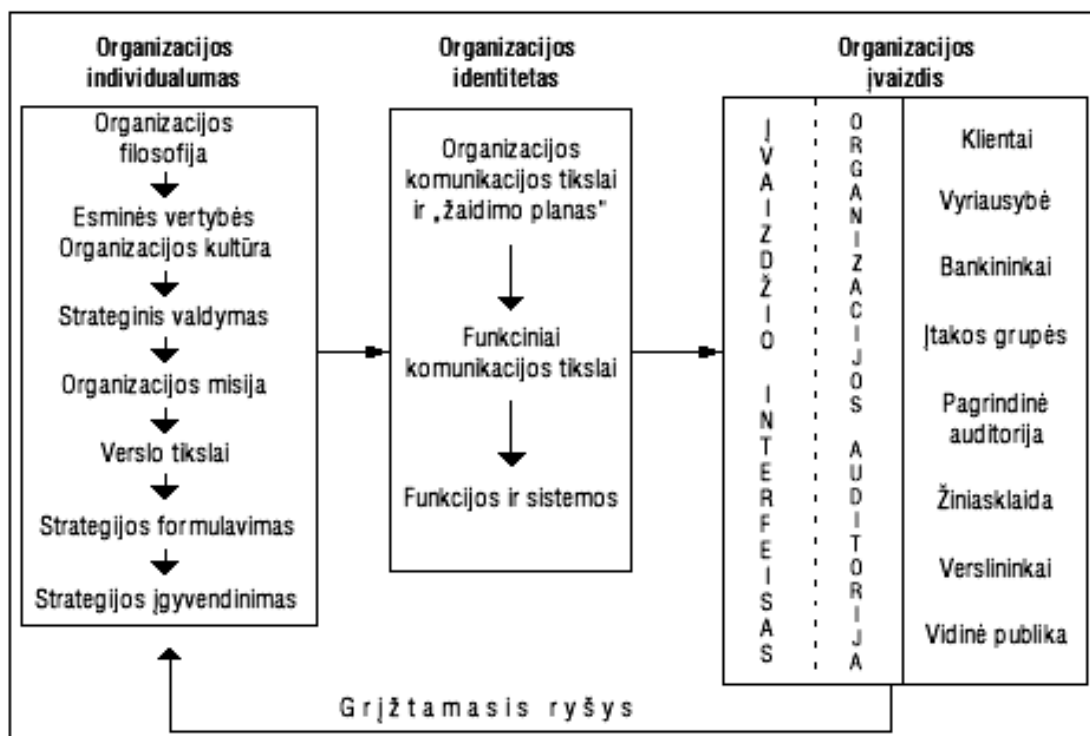 Organizacijos
individualumas
Organizacijos
filosofija
Esminės vertybės
Organizacijos kultūra
Strateginis valdymas
Organizacijos misija
Verslo tikslai
Strategijos formulavimas
Strategijos įgyvendinimas
Organizacijos
identitetas
Organizacijos
komunikacijos tikslai
ir „žaidimo planas"
Funkciniai
komunikacijos tikslai
Funkcijos ir sistemos
Organizacijos
įvaizdis
ĮVAIZDŽIO INTERFEISAS
ORGANIZACIJOS AUDITORIJA
Klientai
Vyriausybė
Bankininkai
Įtakos grupės
Pagrindinė
auditorija
Žiniasklaida
Verslininkai
Vidinė publika
Grįžtamasis ryšys